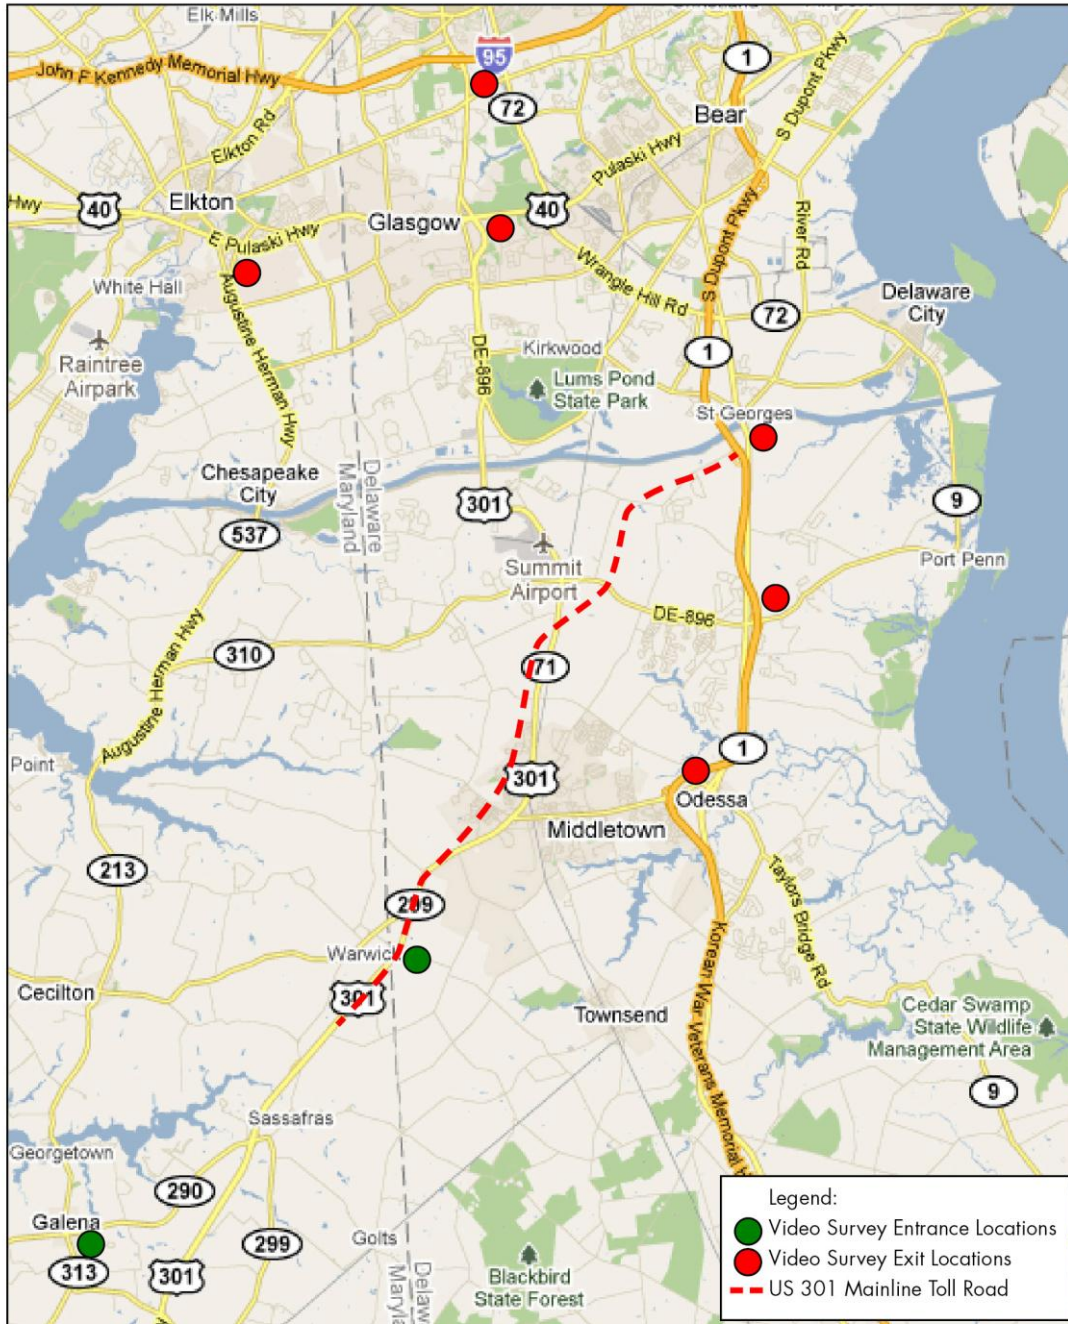 Elk Mills
John F Kennedy Memorial Hwy
95
72
1
S Dupont Pkwy
Bear
Elkton Rd
Pulaski Hwy
Hwy
40
Elkton
Glasgow
40
E Pulaski Hwy
River Rd
White Hall
Wrangle Hill Rd
S Dupont Pkwy
Delaware
City
72
Raintree
Airpark
Augustine Herman Hwy
DE-896
Kirkwood
1
Lums Pond
State Park
St Georges
Chesapeake
City
Delaware
Maryland
301
9
537
Summit
Airport
Port Penn
DE-896
310
Augustine Herman Hwy
71
Point
301
1
Odessa
Middletown
213
299
Taylors Bridge Rd
Warwick
Korean War Veterans Memorial H
Cecilton
301
Townsend
Cedar Swamp
State Wildlife
Management Area
9
Sassafras
Georgetown
290
Galena
299
Golts
313
301
Delaw
Maryl
Blackbird
State Forest
Legend:
Video Survey Entrance Locations
Video Survey Exit Locations
US 301 Mainline Toll Road